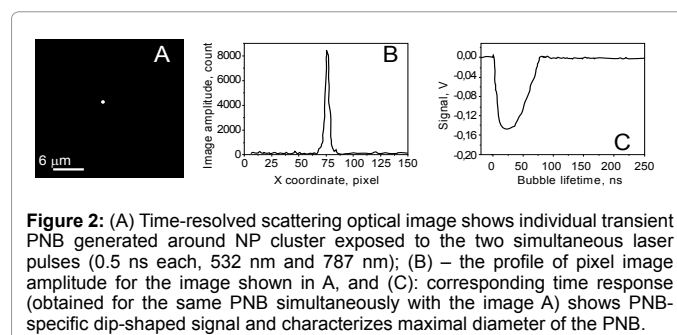 A
6 μm
B
Image amplitude, count
8000
6000
4000
2000
0
0 25 50 75 100 125 150
X coordinate, pixel
C
Signal, V
0,00
-0,04
-0,08
-0,12
-0,16
-0,20
0 50 100 150 200 250
Bubble lifetime, ns
Figure 2: (A) Time-resolved scattering optical image shows individual transient
PNB generated around NP cluster exposed to the two simultaneous laser
pulses (0.5 ns each, 532 nm and 787 nm); (B) – the profile of pixel image
amplitude for the image shown in A, and (C): corresponding time response
(obtained for the same PNB simultaneously with the image A) shows PNB-
specific dip-shaped signal and characterizes maximal diameter of the PNB.